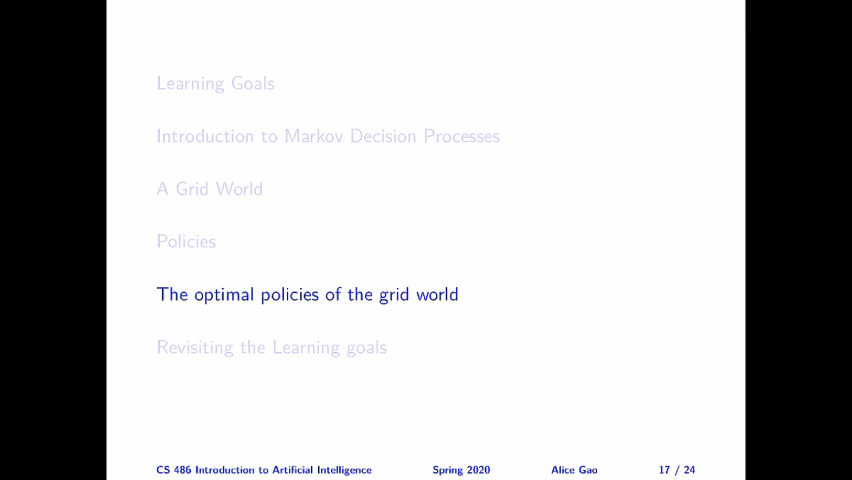 Learning Goals
Introduction to Markov Decision Processes
A Grid World
Policies
The optimal policies of the grid world
Revisiting the Learning goals
CS 486 Introduction to Artificial Intelligence Spring 2020 Alice Gao 17 / 24